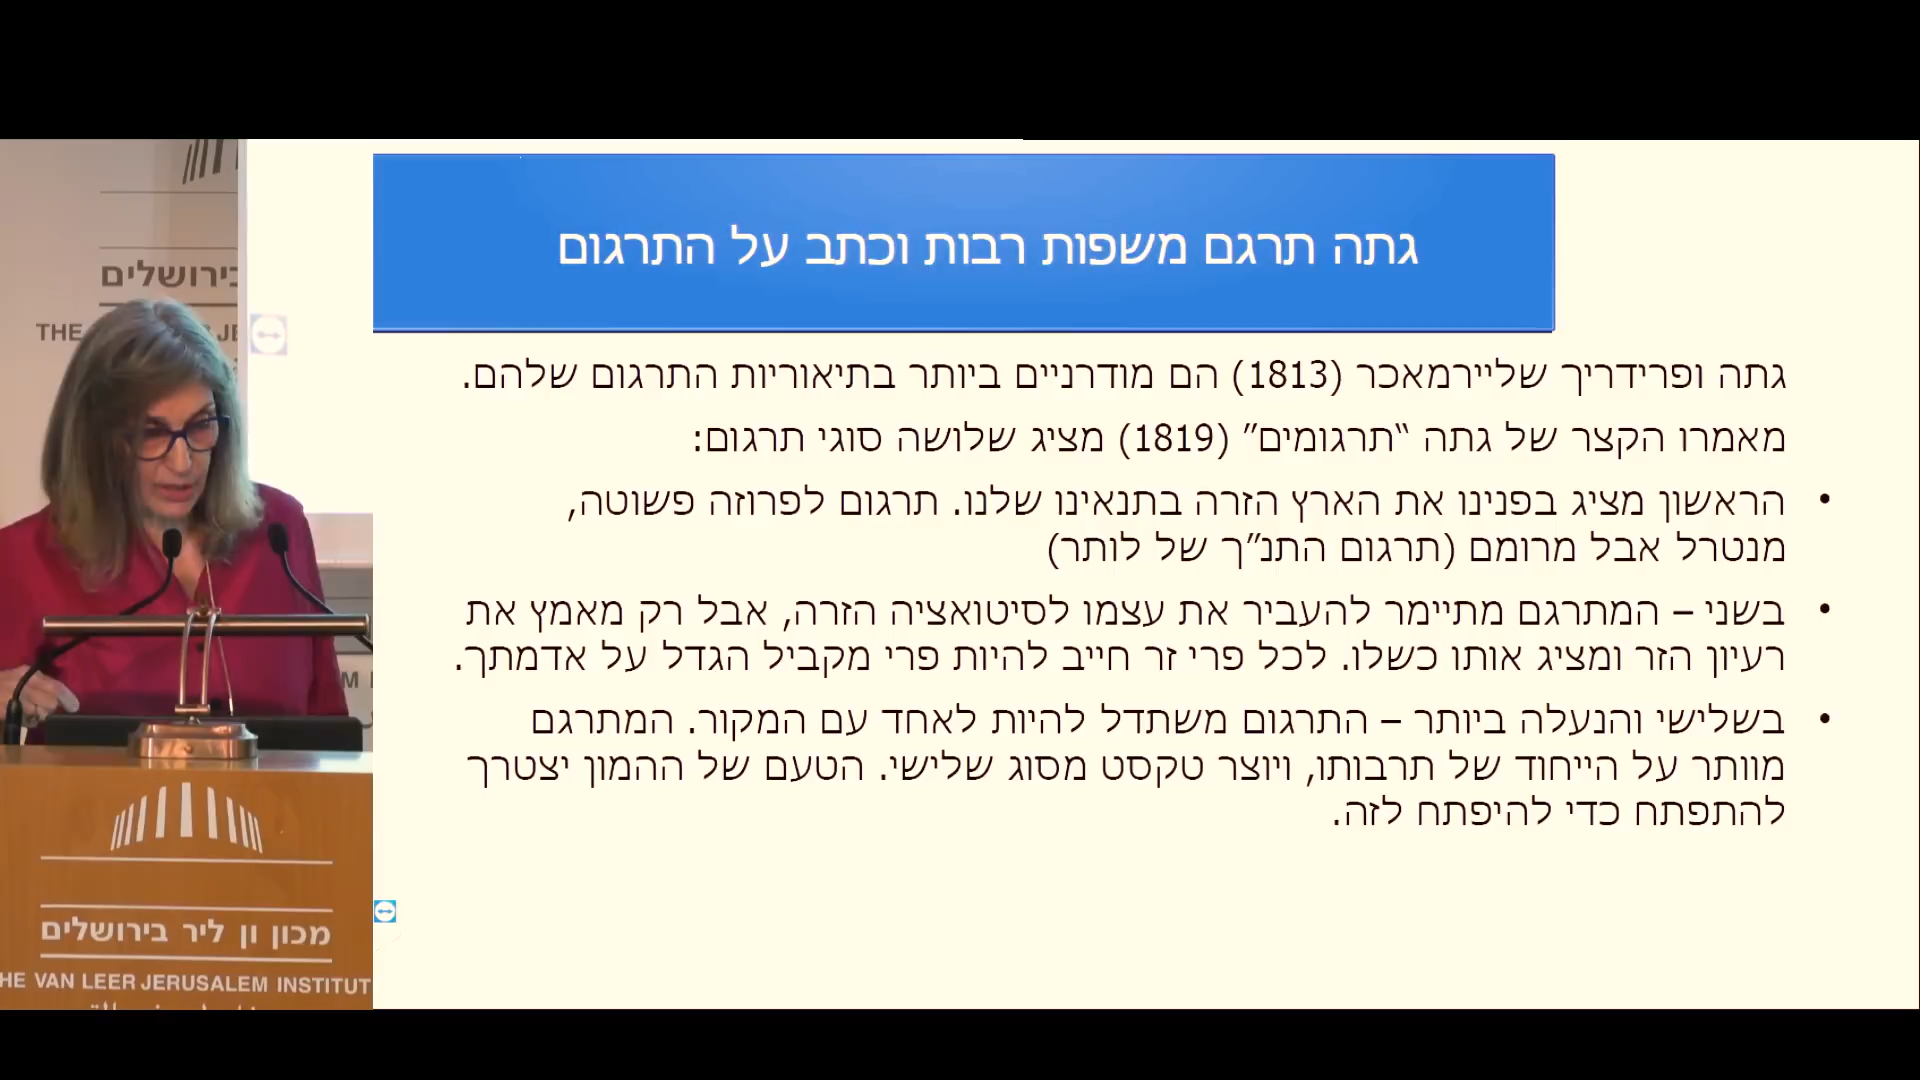 גתה תרגם משפות רבות וכתב על התרגום
גתה ופרידריך שליירמאכר (1813) הם מודרניים ביותר בתיאוריות התרגום שלהם.
מאמרו הקצר של גתה “תרגומים” (1819) מציג שלושה סוגי תרגום:
• הראשון מציג בפנינו את הארץ הזרה בתנאינו שלנו. תרגום לפרוזה פשוטה,
מנטרל אבל מרומם (תרגום התנ”ך של לותר)
• בשני – המתרגם מתיימר להעביר את עצמו לסיטואציה הזרה, אבל רק מאמץ את
רעיון הזר ומציג אותו כשלו. לכל פרי זר חייב להיות פרי מקביל הגדל על אדמתך.
• בשלישי והנעלה ביותר – התרגום משתדל להיות לאחד עם המקור. המתרגם
מוותר על הייחוד של תרבותו, ויוצר טקסט מסוג שלישי. הטעם של ההמון יצטרך
להתפתח כדי להיפתח לזה.
בירושלים
THE
JE
M
מכון ון ליר בירושלים
HE VAN LEER JERUSALEM INSTITUT